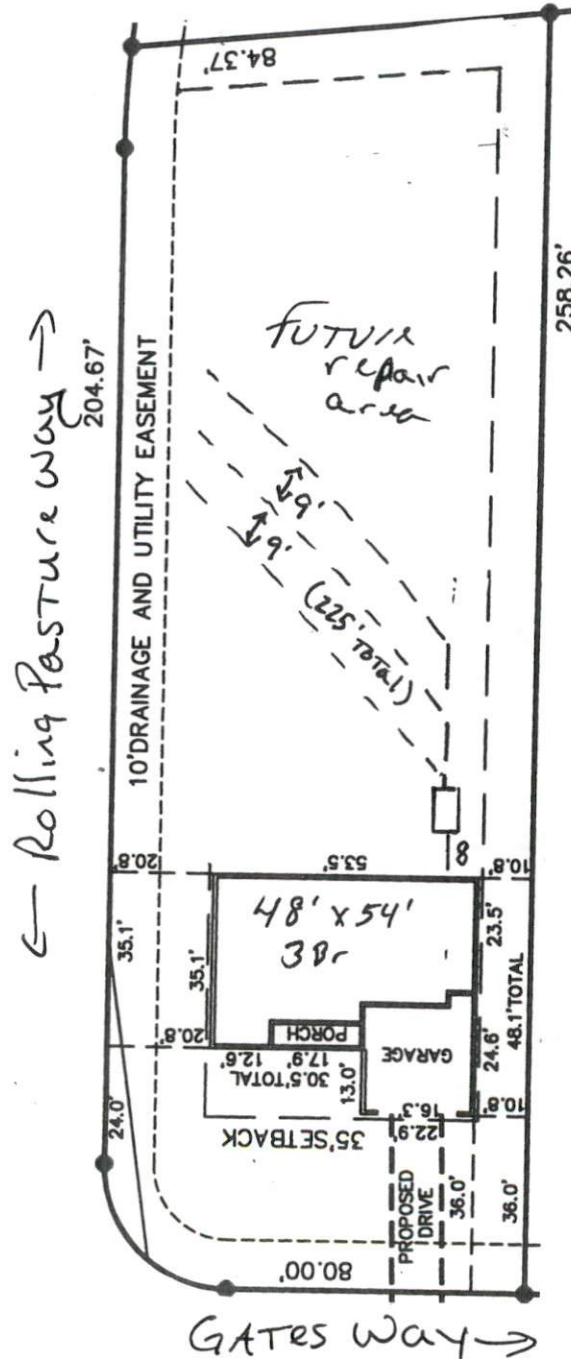 84.37'
← Rolling Pasture Way →
204.67'
258.26'
10' DRAINAGE AND UTILITY EASEMENT
FUTURE
repair
area
9'
9'
(225'
TOTAL)
8
20.8'
53.5'
10.8'
48' x 54'
3 Br
35.1'
35.1'
23.5'
48.1' TOTAL
20.8'
PORCH
GARAGE
12.6'
17.9'
30.5' TOTAL
13.0'
24.6'
24.0'
16.3'
22.9'
10.8'
35' SETBACK
PROPOSED
DRIVE
36.0'
36.0'
80.00'
GATES WAY →